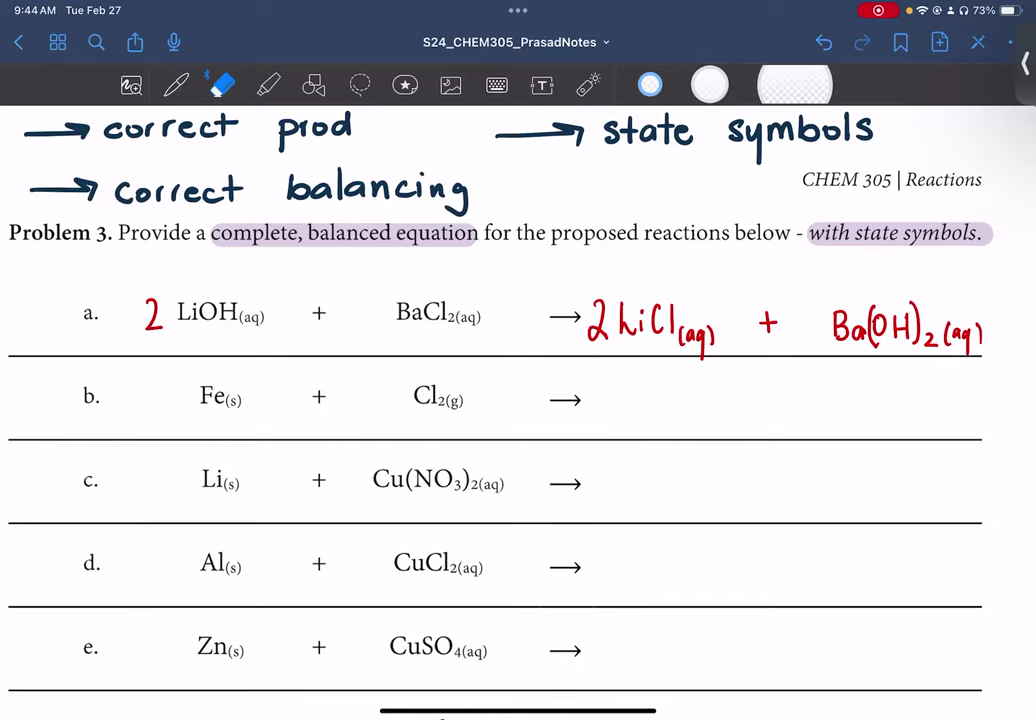 9:44 AM Tue Feb 27 73%
S24_CHEM305_PrasadNotes
→ correct prod → state symbols
→ correct balancing
CHEM 305 | Reactions
Problem 3. Provide a complete, balanced equation for the proposed reactions below - with state symbols.
a. 2 LiOH(aq) + BaCl2(aq) → 2LiCl(aq) + Ba(OH)2(aq)
b. Fe(s) + Cl2(g) →
c. Li(s) + Cu(NO3)2(aq) →
d. Al(s) + CuCl2(aq) →
e. Zn(s) + CuSO4(aq) →